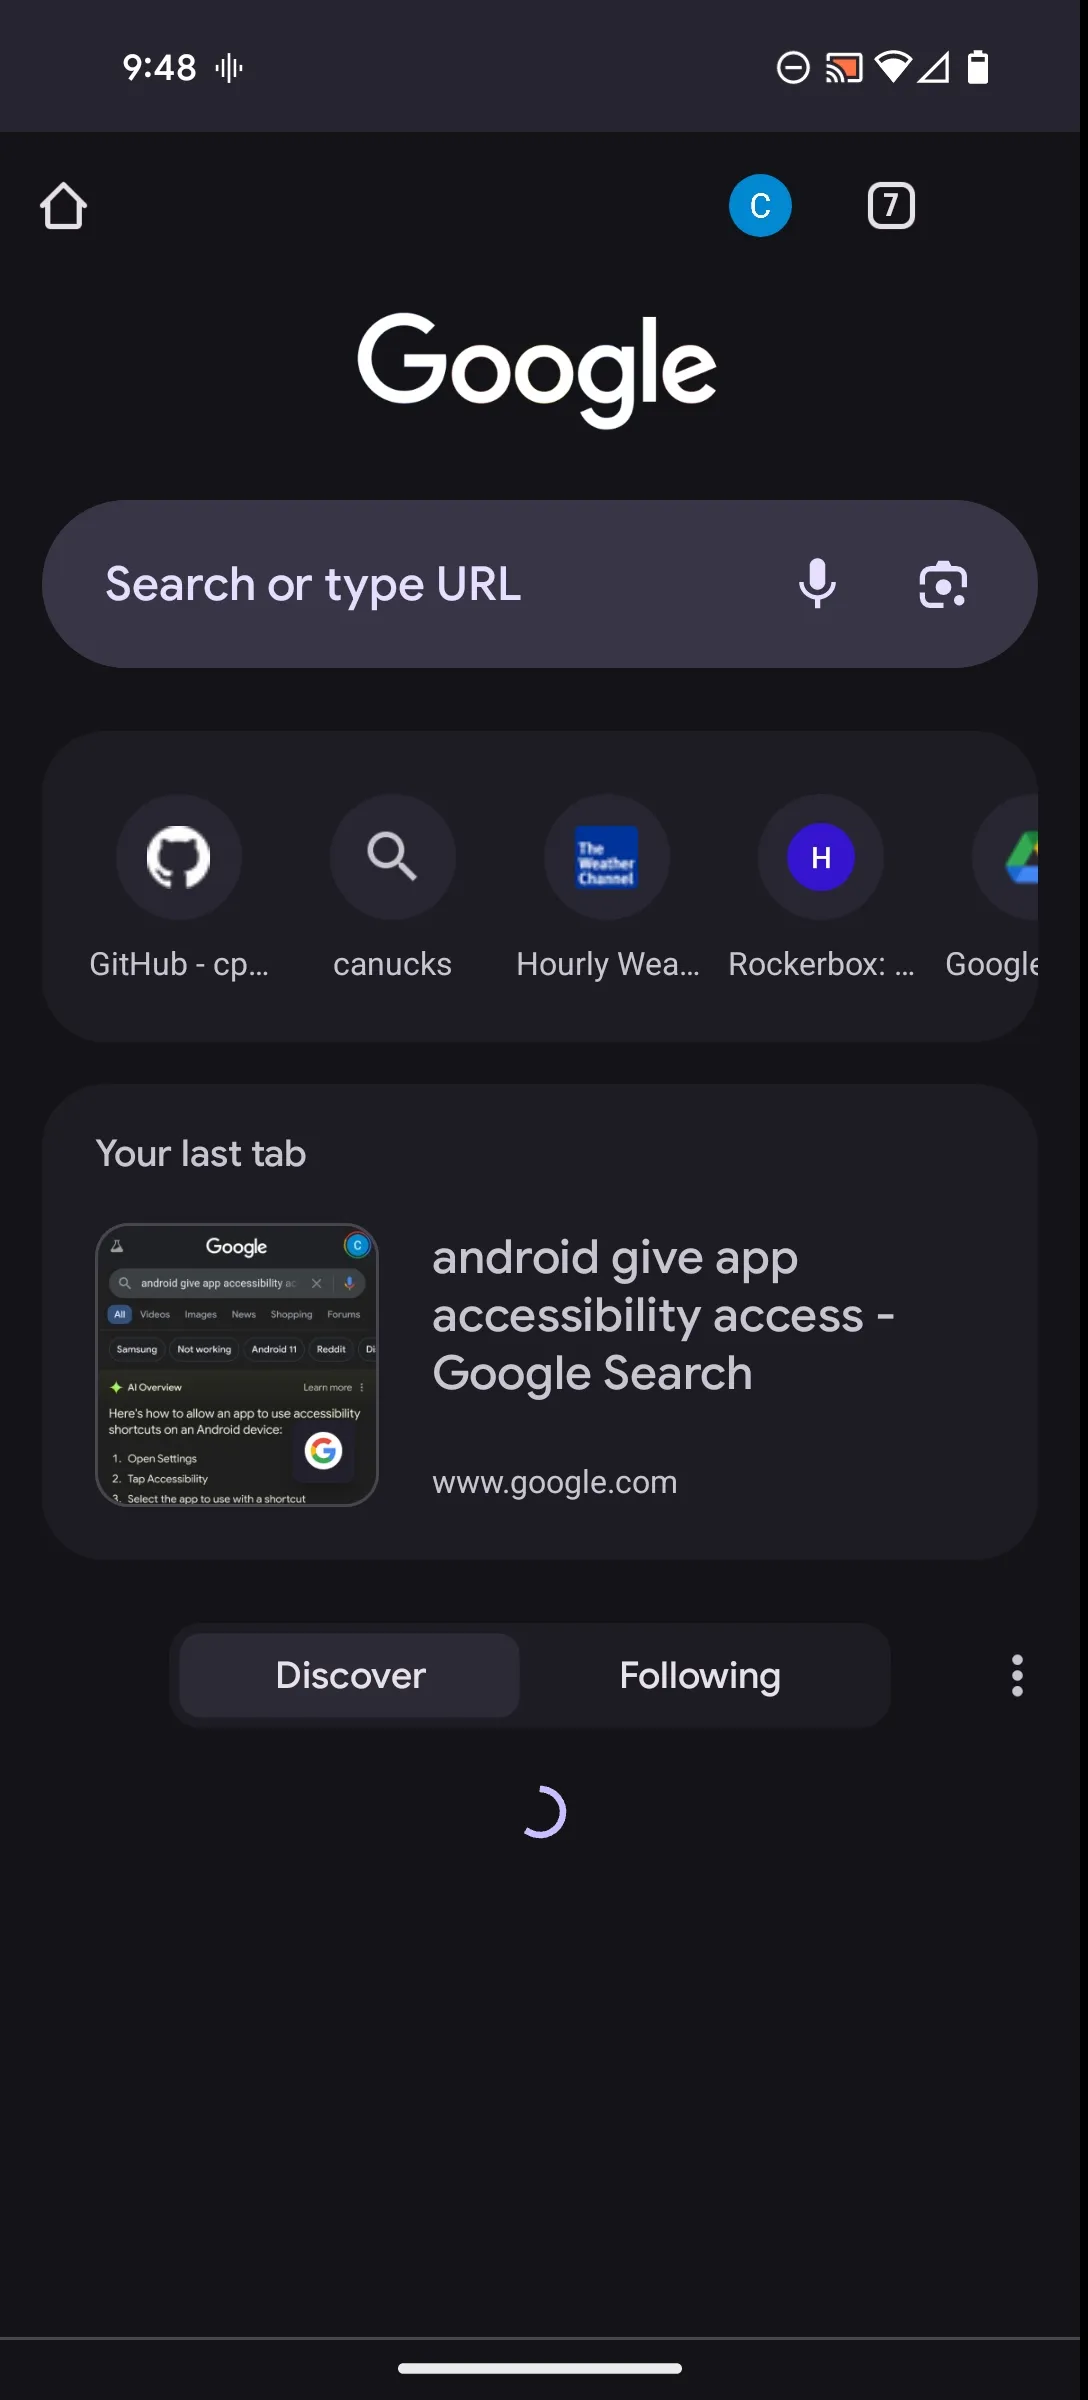 9:48
C
7
Google
Search or type URL
The
Weather
Channel
H
GitHub - cp...
canucks
Hourly Wea...
Rockerbox: ...
Google
Your last tab
Google
C
android give app accessibility ac
All Videos Images News Shopping Forums
Samsung Not working Android 11 Reddit Di
AI Overview Learn more
Here's how to allow an app to use accessibility
shortcuts on an Android device:
1. Open Settings
2. Tap Accessibility
3. Select the app to use with a shortcut
android give app
accessibility access -
Google Search
www.google.com
Discover
Following